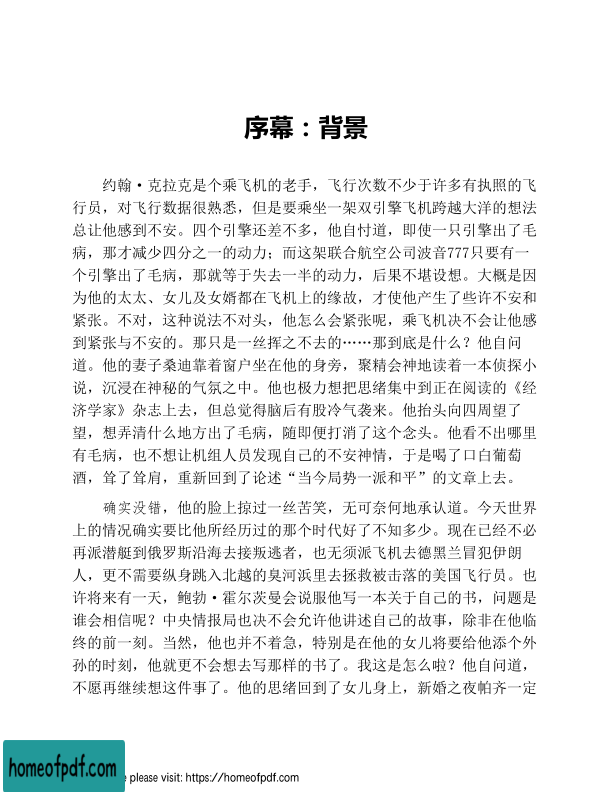 序幕：背景
约翰·克拉克是个乘飞机的老手，飞行次数不少于许多有执照的飞
行员，对飞行数据很熟悉，但是要乘坐一架双引擎飞机跨越大洋的想法
总让他感到不安。四个引擎还差不多，他自忖道，即使一只引擎出了毛
病，那才减少四分之一的动力；而这架联合航空公司波音777只要有一
个引擎出了毛病，那就等于失去一半的动力，后果不堪设想。大概是因
为他的太太、女儿及女婿都在飞机上的缘故，才使他产生了些许不安和
紧张。不对，这种说法不对头，他怎么会紧张呢，乘飞机决不会让他感
到紧张与不安的。那只是一丝挥之不去的……那到底是什么？他自问
道。他的妻子桑迪靠着窗户坐在他的身旁，聚精会神地读着一本侦探小
说，沉浸在神秘的气氛之中。他也极力想把思绪集中到正在阅读的《经
济学家》杂志上去，但总觉得脑后有股冷气袭来。他抬头向四周望了
望，想弄清什么地方出了毛病，随即便打消了这个念头。他看不出哪里
有毛病，也不想让机组人员发现自己的不安神情，于是喝了口白葡萄
酒，耸了耸肩，重新回到了论述“当今局势一派和平”的文章上去。
确实没错，他的脸上掠过一丝苦笑，无可奈何地承认道。今天世界
上的情况确实要比他所经历过的那个时代好了不知多少。现在已经不必
再派潜艇到俄罗斯沿海去接叛逃者，也无须派飞机去德黑兰冒犯伊朗
人，更不需要纵身跳入北越的臭河浜里去拯救被击落的美国飞行员。也
许将来有一天，鲍勃·霍尔茨曼会说服他写一本关于自己的书，问题是
谁会相信呢？中央情报局也决不会允许他讲述自己的故事，除非在他临
终的前一刻。当然，他也并不着急，特别是在他的女儿将要给他添个外
孙的时刻，他就更不会想去写那样的书了。我这是怎么啦？他自问道，
不愿再继续想这件事了。他的思绪回到了女儿身上，新婚之夜帕齐一定
homeofpdf.com
e please visit: https://homeofpdf.com